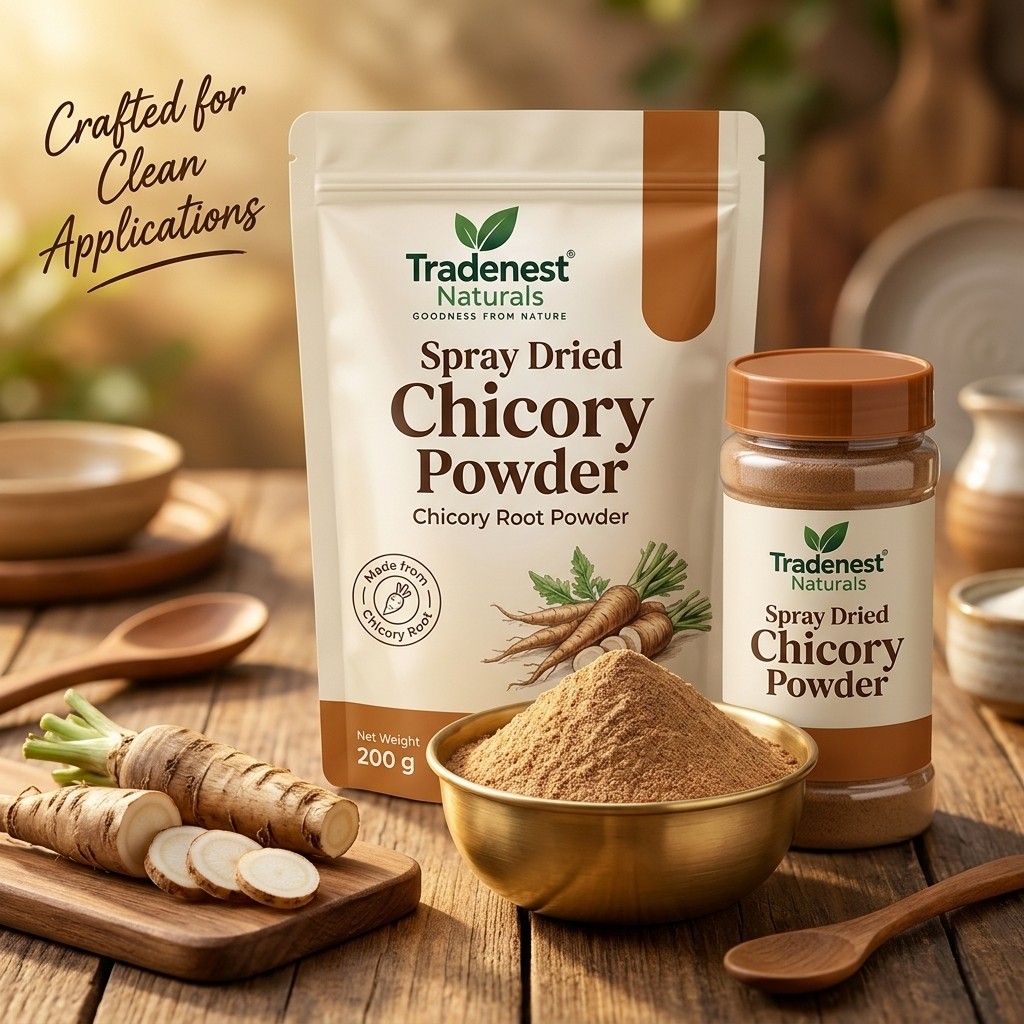 Crafted for
Clean
Applications
Tradenest®
Naturals
GOODNESS FROM NATURE
Spray Dried
Chicory
Powder
Chicory Root Powder
Made from
Chicory Root
Net Weight
200 g
Tradenest®
Naturals
Spray Dried
Chicory
Powder